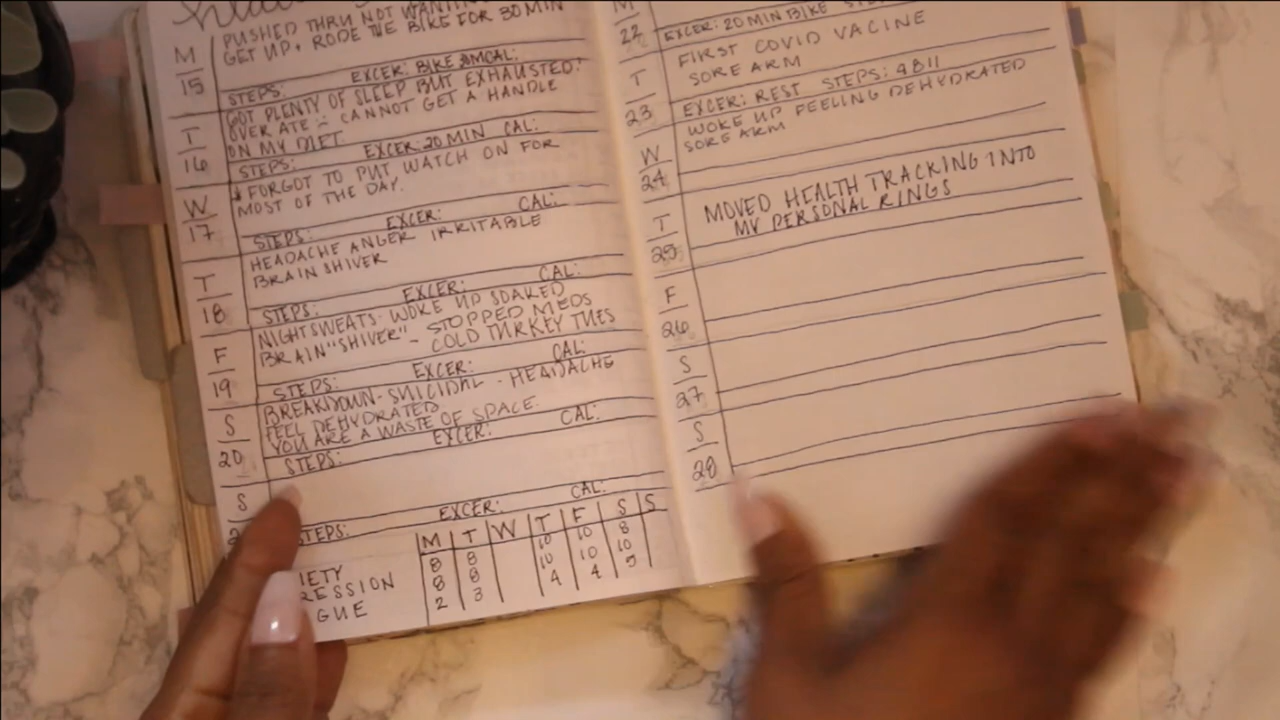 PUSHED THRU NOT
GET UP + RODE THE BIKE FOR 30 MIN
M
15
EXCER: BIKE 30M CAL:
STEPS:
GOT PLENTY OF SLEEP BUT EXHAUSTED.
OVER ATE - CANNOT GET A HANDLE
ON MY DIET.
T
16
EXCER: 20 MIN CAL:
STEPS:
FORGOT TO PUT WATCH ON FOR
MOST OF THE DAY.
W
17
EXCER: CAL:
STEPS:
HEADACHE ANGER IRRITABLE
BRAIN SHIVER
T
18
EXCER: CAL:
STEPS:
NIGHTSWEATS - WOKE UP SOAKED
BRAIN "SHIVER" - STOPPED MEDS
COLD TURKEY TUES
F
19
EXCER: CAL:
STEPS:
BREAKDOWN - SUICIDAL - HEADACHE
FEEL DEHYDRATED
YOU ARE A WASTE OF SPACE.
S
20
EXCER: CAL:
STEPS:
S
EXCER: CAL:
STEPS:
M T W T F S S
IETY 8 8 10 10 8
ESSION 8 8 10 10 10
GUE 2 3 4 4 5
M
22
EXCER: 20 MIN BIKE
FIRST COVID VACINE
SORE ARM
T
23
EXCER: REST STEPS: 4811
WOKE UP FEELING DEHYDRATED
SORE ARM
W
24
MOVED HEALTH TRACKING INTO
MY PERSONAL RINGS
T
25
F
26
S
27
S
28